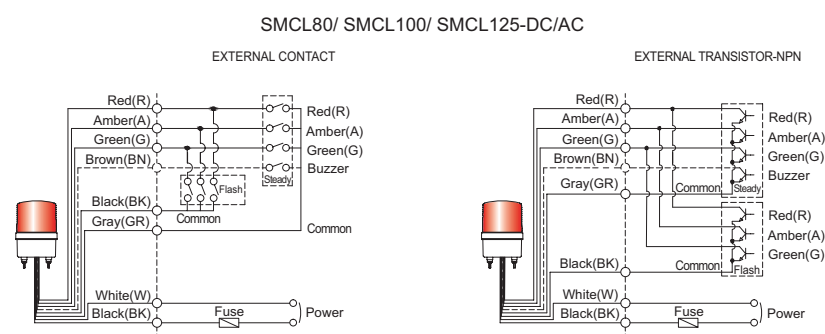 SMCL80/ SMCL100/ SMCL125-DC/AC
EXTERNAL CONTACT
Red(R)
Amber(A)
Green(G)
Brown(BN)
Black(BK)
Gray(GR)
White(W)
Black(BK)
Red(R)
Amber(A)
Green(G)
Buzzer
Steady
Flash
Common
Common
Fuse
Power
EXTERNAL TRANSISTOR-NPN
Red(R)
Amber(A)
Green(G)
Brown(BN)
Gray(GR)
Common
Steady
Red(R)
Amber(A)
Green(G)
Buzzer
Red(R)
Amber(A)
Green(G)
Black(BK)
Common
Flash
White(W)
Black(BK)
Fuse
Power